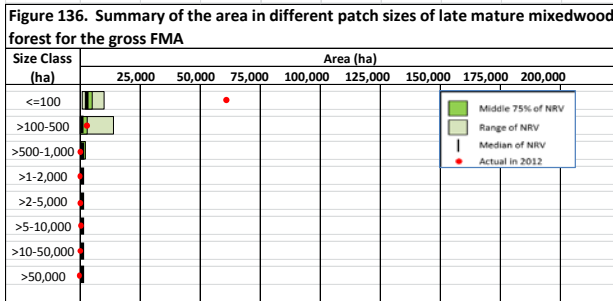 Figure 136. Summary of the area in different patch sizes of late mature mixedwood
forest for the gross FMA
Size Class
(ha)
Area (ha)
25,000 50,000 75,000 100,000 125,000 150,000 175,000 200,000
<=100
>100-500
>500-1,000
>1-2,000
>2-5,000
>5-10,000
>10-50,000
>50,000
Middle 75% of NRV
Range of NRV
Median of NRV
Actual in 2012